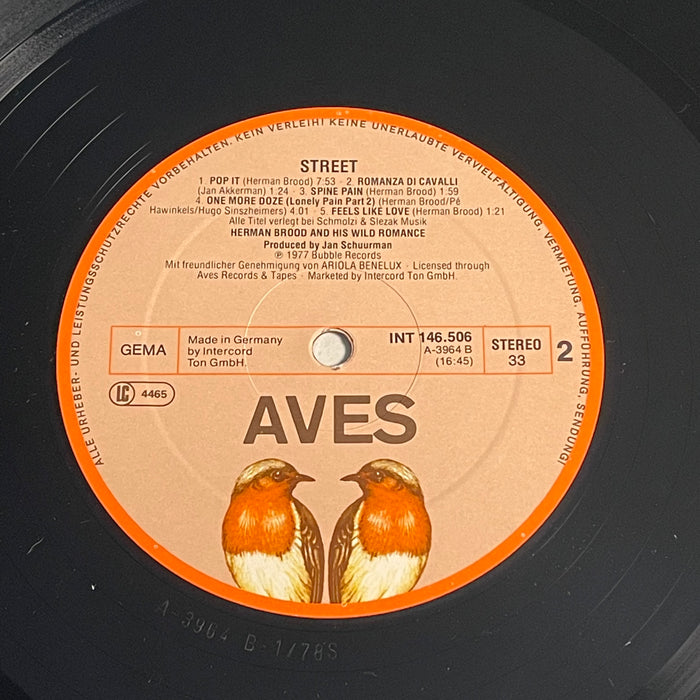 ALLE URHEBER- UND LEISTUNGSSCHUTZRECHTE VORBEHALTEN. KEIN VERLEIH! KEINE UNERLAUBTE VERVIELFÄLTIGUNG, VERMIETUNG, AUFFÜHRUNG, SENDUNG!
STREET
1. POP IT (Herman Brood) 7:53 · 2. ROMANZA DI CAVALLI
(Jan Akkerman) 1:24 · 3. SPINE PAIN (Herman Brood) 1:59
4. ONE MORE DOZE (Lonely Pain Part 2) (Herman Brood/Pé
Hawinkels/Hugo Sinszheimers) 4:01 · 5. FEELS LIKE LOVE (Herman Brood) 1:21
Alle Titel verlegt bei Schmolzi & Slezak Musik
HERMAN BROOD AND HIS WILD ROMANCE
Produced by Jan Schuurman
℗ 1977 Bubble Records
Mit freundlicher Genehmigung von ARIOLA BENELUX · Licensed through
Aves Records & Tapes · Marketed by Intercord Ton GmbH.
GEMA
Made in Germany
by Intercord
Ton GmbH.
INT 146.506
A-3964 B
(16:45)
STEREO
33
2
LC 4465
AVES
A-3964 B-1/78S